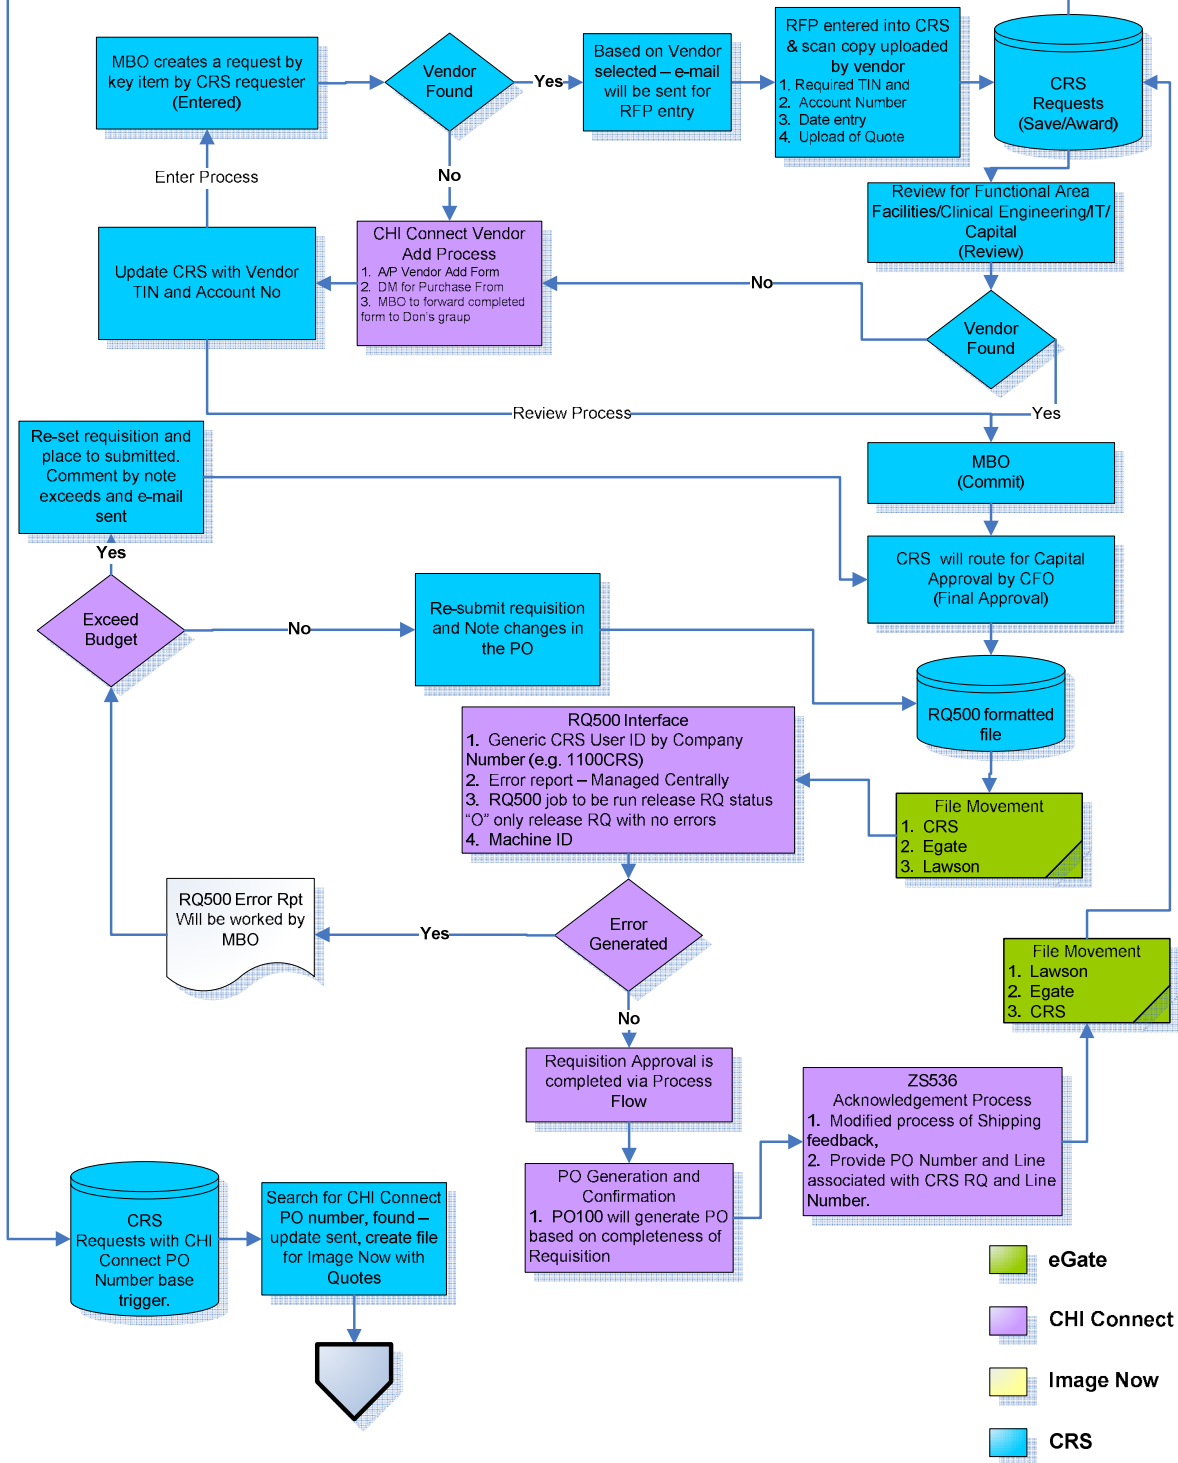 MBO creates a request by
key item by CRS requester
(Entered)
Vendor
Found
Yes
Based on Vendor
selected – e-mail
will be sent for
RFP entry
RFP entered into CRS
& scan copy uploaded
by vendor
1. Required TIN and
2. Account Number
3. Date entry
4. Upload of Quote
CRS
Requests
(Save/Award)
Enter Process
No
Review for Functional Area
Facilities/Clinical Engineering/IT/
Capital
(Review)
Update CRS with Vendor
TIN and Account No
CHI Connect Vendor
Add Process
1. A/P Vendor Add Form
2. DM for Purchase From
3. MBO to forward completed
form to Don's graup
No
Vendor
Found
Review Process
Yes
Re-set requisition and
place to submitted.
Comment by note
exceeds and e-mail
sent
MBO
(Commit)
Yes
CRS will route for Capital
Approval by CFO
(Final Approval)
Exceed
Budget
No
Re-submit requisition
and Note changes in
the PO
RQ500 formatted
file
RQ500 Interface
1. Generic CRS User ID by Company
Number (e.g. 1100CRS)
2. Error report – Managed Centrally
3. RQ500 job to be run release RQ status
“O” only release RQ with no errors
4. Machine ID
File Movement
1. CRS
2. Egate
3. Lawson
RQ500 Error Rpt
Will be worked by
MBO
Yes
Error
Generated
File Movement
1. Lawson
2. Egate
3. CRS
No
Requisition Approval is
completed via Process
Flow
ZS536
Acknowledgement Process
1. Modified process of Shipping
feedback,
2. Provide PO Number and Line
associated with CRS RQ and Line
Number.
PO Generation and
Confirmation
1. PO100 will generate PO
based on completeness of
Requisition
CRS
Requests with CHI
Connect PO
Number base
trigger.
Search for CHI Connect
PO number, found –
update sent, create file
for Image Now with
Quotes
eGate
CHI Connect
Image Now
CRS